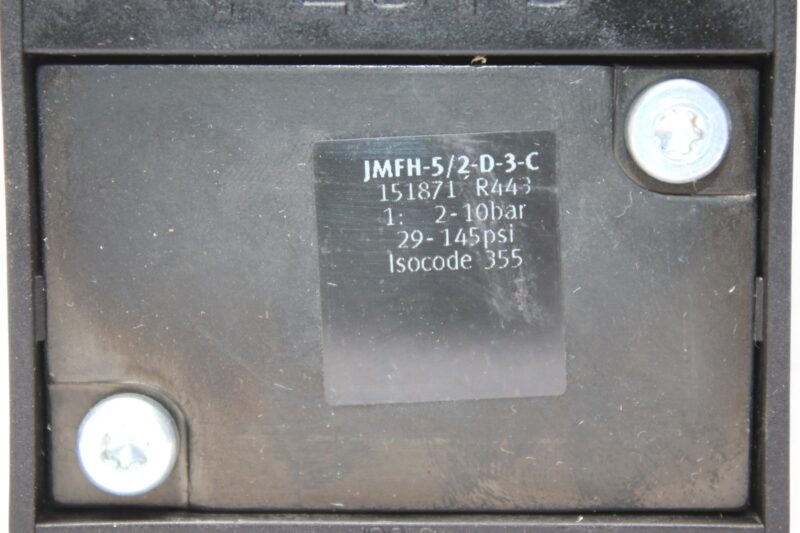 JMFH-5/2-D-3-C
151871 R443
1: 2-10bar
29-145psi
Isocode 355